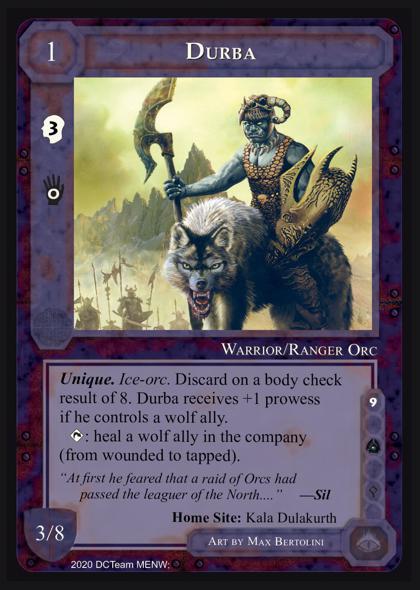 1
DURBA
3
0
WARRIOR/RANGER ORC
Unique. Ice-orc. Discard on a body check
result of 8. Durba receives +1 prowess
if he controls a wolf ally.
: heal a wolf ally in the company
(from wounded to tapped).
“At first he feared that a raid of Orcs had
passed the leaguer of the North....” —Sil
Home Site: Kala Dulakurth
9
3/8
ART BY MAX BERTOLINI
2020 DCTeam MENW: